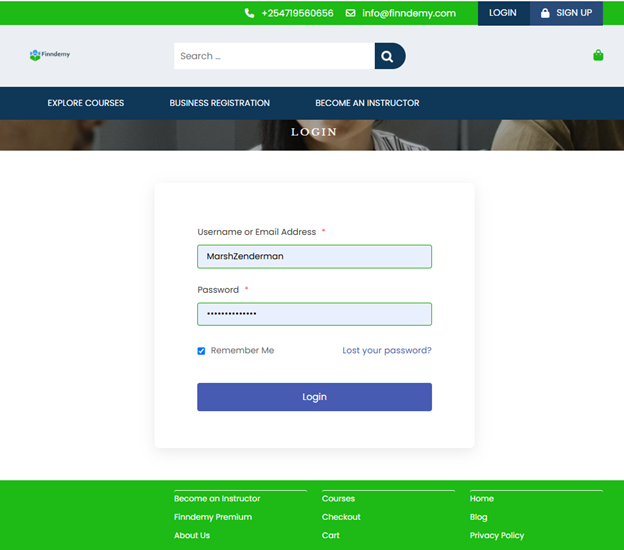 +254719560656 info@finndemy.com LOGIN SIGN UP
Finndemy Search ...
EXPLORE COURSES BUSINESS REGISTRATION BECOME AN INSTRUCTOR
LOGIN
Username or Email Address *
MarshZenderman
Password *
••••••••••••••
Remember Me Lost your password?
Login
Become an Instructor Courses Home
Finndemy Premium Checkout Blog
About Us Cart Privacy Policy